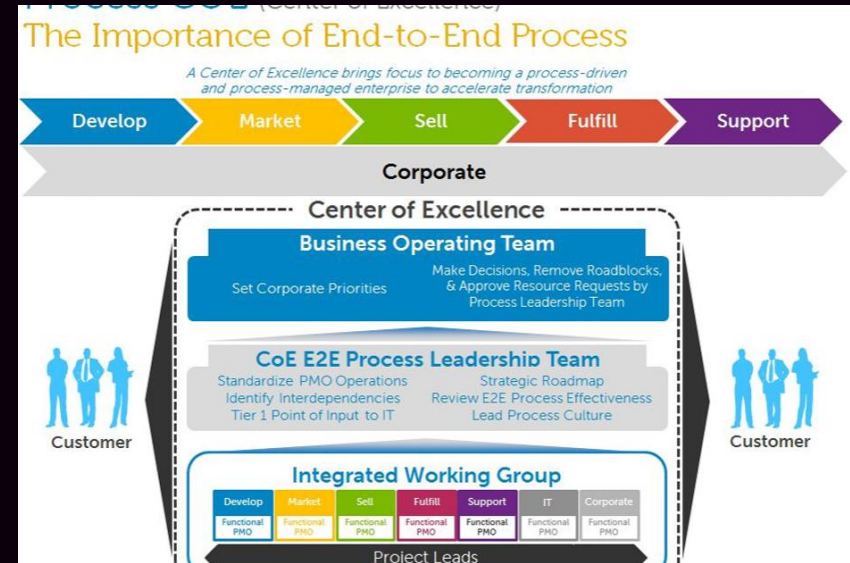 Process CoE (Center of Excellence)
The Importance of End-to-End Process
A Center of Excellence brings focus to becoming a process-driven
and process-managed enterprise to accelerate transformation
Develop Market Sell Fulfill Support
Corporate
Center of Excellence
Business Operating Team
Set Corporate Priorities
Make Decisions, Remove Roadblocks,
& Approve Resource Requests by
Process Leadership Team
CoE E2E Process Leadership Team
Standardize PMO Operations
Identify Interdependencies
Tier 1 Point of Input to IT
Strategic Roadmap
Review E2E Process Effectiveness
Lead Process Culture
Customer
Customer
Integrated Working Group
Develop Market Sell Fulfill Support IT Corporate
Functional Functional Functional Functional Functional Functional Functional
PMO PMO PMO PMO PMO PMO PMO
Project Leads